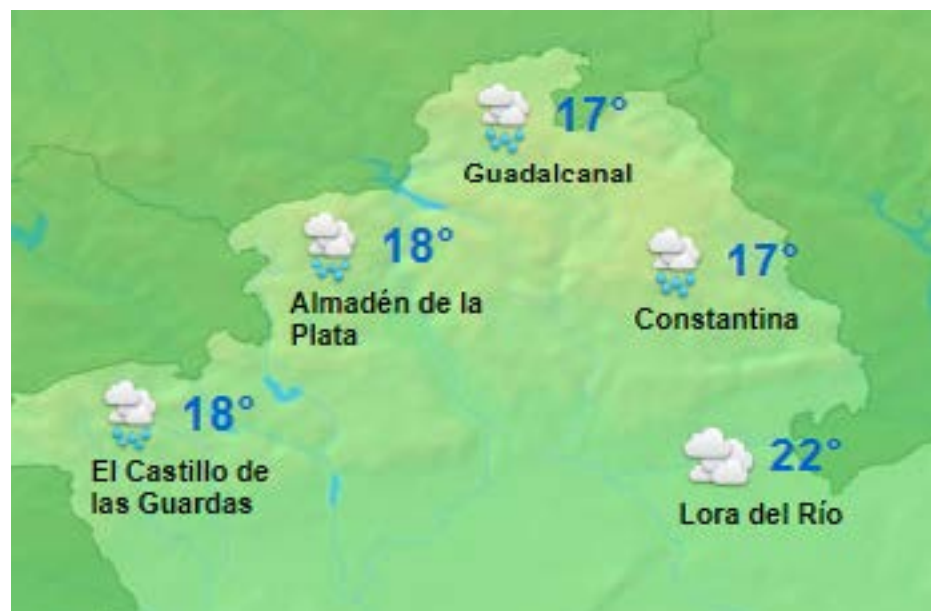 17°
Guadalcanal
18°
Almadén de la
Plata
17°
Constantina
18°
El Castillo de
las Guardas
22°
Lora del Río